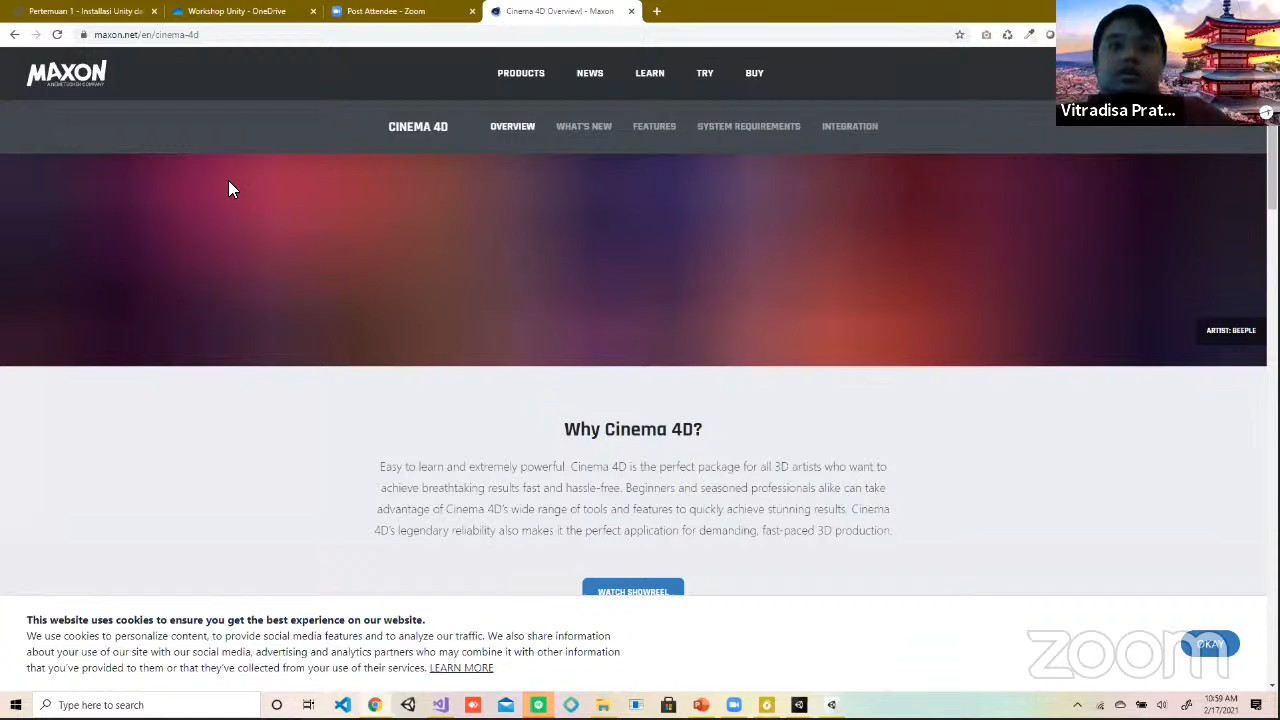 Pertemuan 1 - Installasi Unity da
Workshop Unity - OneDrive
Post Attendee - Zoom
Cinema 4D Overview! - Maxon
maxon.net/en/cinema-4d
MAXON
A NEMETSCHEK COMPANY
PRODUCTS
NEWS
LEARN
TRY
BUY
Vitradisa Prat...
CINEMA 4D
OVERVIEW
WHAT'S NEW
FEATURES
SYSTEM REQUIREMENTS
INTEGRATION
ARTIST: BEEPLE
Why Cinema 4D?
Easy to learn and extremely powerful: Cinema 4D is the perfect package for all 3D artists who want to
achieve breathtaking results fast and hassle-free. Beginners and seasoned professionals alike can take
advantage of Cinema 4D's wide range of tools and features to quickly achieve stunning results. Cinema
4D's legendary reliability also makes it the perfect application for demanding, fast-paced 3D production.
WATCH SHOWREEL
This website uses cookies to ensure you get the best experience on our website.
We use cookies to personalize content, to provide social media features and to analyze our traffic. We also share information
about your use of our site with our social media, advertising and analytics partners who may combine it with other information
that you've provided to them or that they've collected from your use of their services. LEARN MORE
OKAY
zoom
Type here to search
10:59 AM
2/17/2021